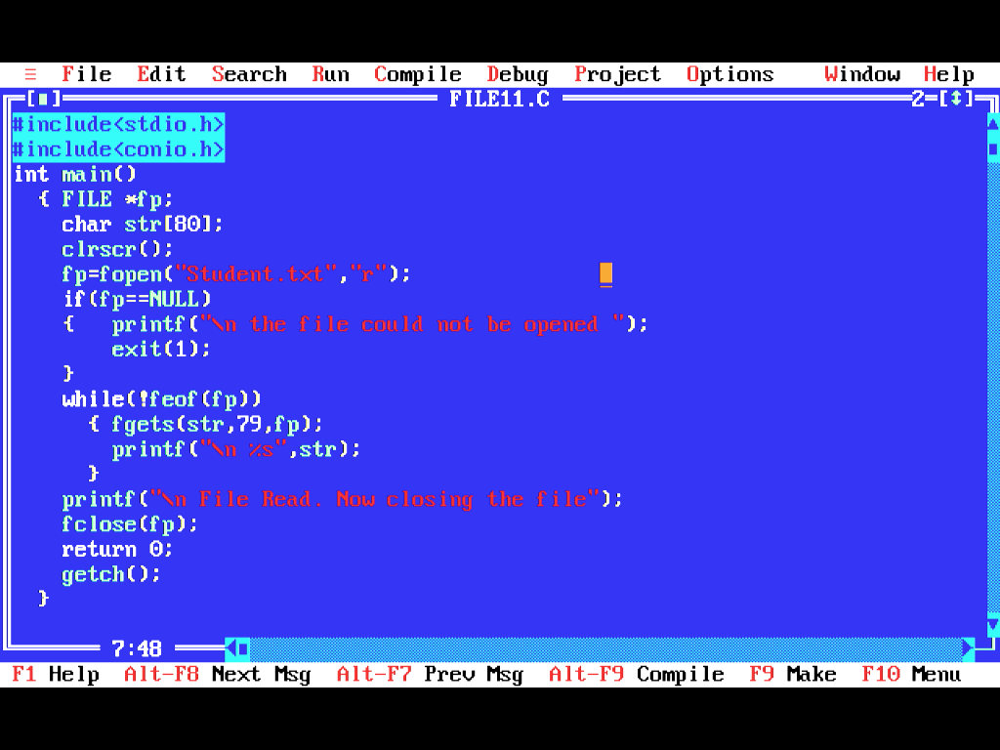 ≡ File Edit Search Run Compile Debug Project Options Window Help
[■] FILE11.C 2=[↕]
#include<stdio.h>
#include<conio.h>
int main()
{ FILE *fp;
char str[80];
clrscr();
fp=fopen("Student.txt","r");
if(fp==NULL)
{ printf("\n the file could not be opened ");
exit(1);
}
while(!feof(fp))
{ fgets(str,79,fp);
printf("\n %s",str);
}
printf("\n File Read. Now closing the file");
fclose(fp);
return 0;
getch();
}
7:48
F1 Help Alt-F8 Next Msg Alt-F7 Prev Msg Alt-F9 Compile F9 Make F10 Menu